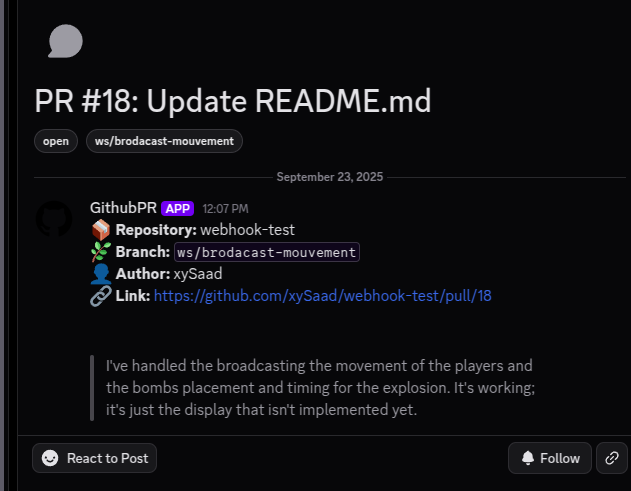 PR #18: Update README.md
open ws/brodacast-mouvement
September 23, 2025
GithubPR APP 12:07 PM
Repository: webhook-test
Branch: ws/brodacast-mouvement
Author: xySaad
Link: https://github.com/xySaad/webhook-test/pull/18
I've handled the broadcasting the movement of the players and
the bombs placement and timing for the explosion. It's working;
it's just the display that isn't implemented yet.
React to Post Follow